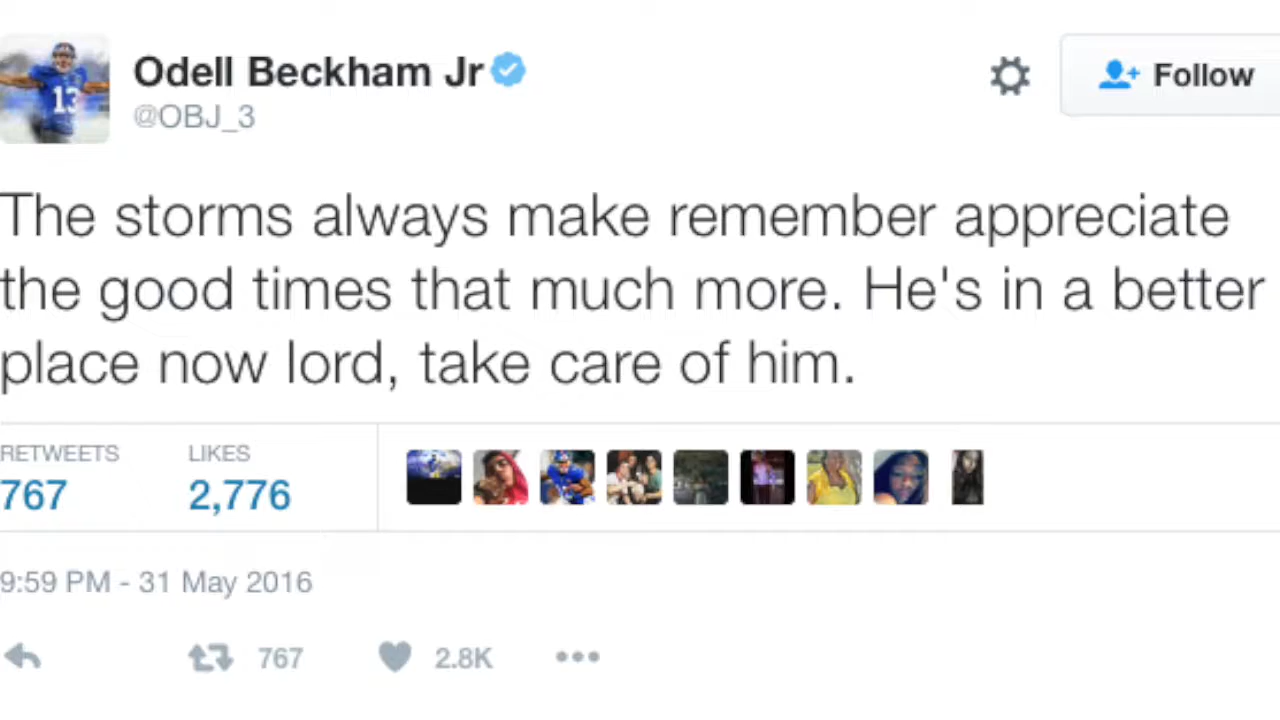 Odell Beckham Jr
@OBJ_3
Follow
The storms always make remember appreciate
the good times that much more. He's in a better
place now lord, take care of him.
RETWEETS LIKES
767 2,776
9:59 PM - 31 May 2016
767 2.8K
13